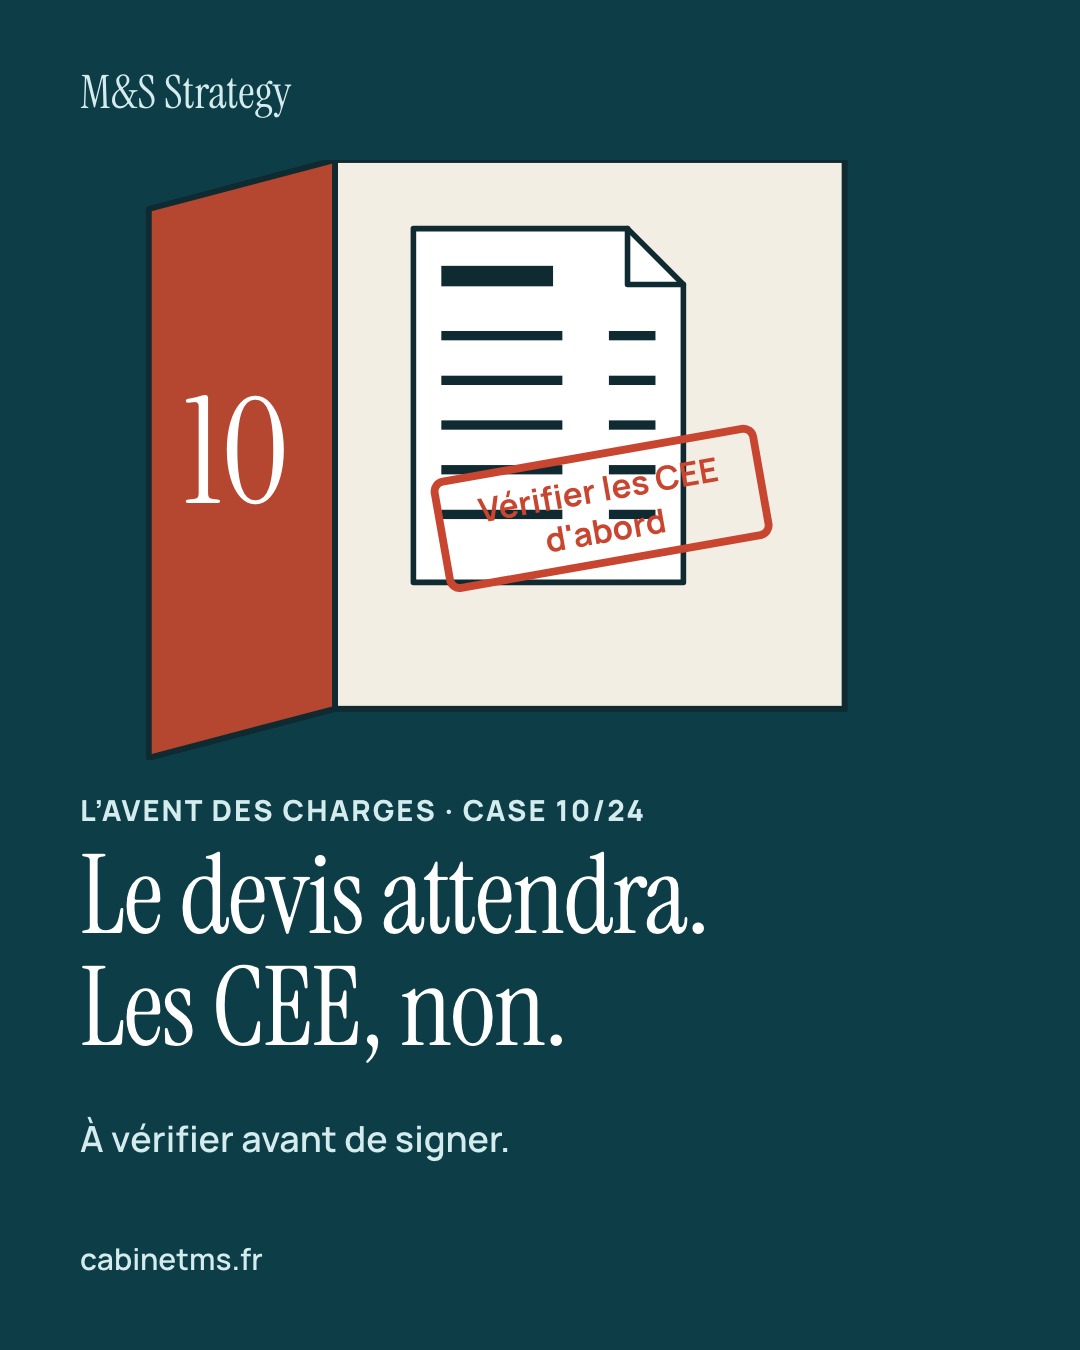 M&S Strategy
10
Vérifier les CEE
d'abord
L’AVENT DES CHARGES · CASE 10/24
Le devis attendra.
Les CEE, non.
À vérifier avant de signer.
cabinetms.fr